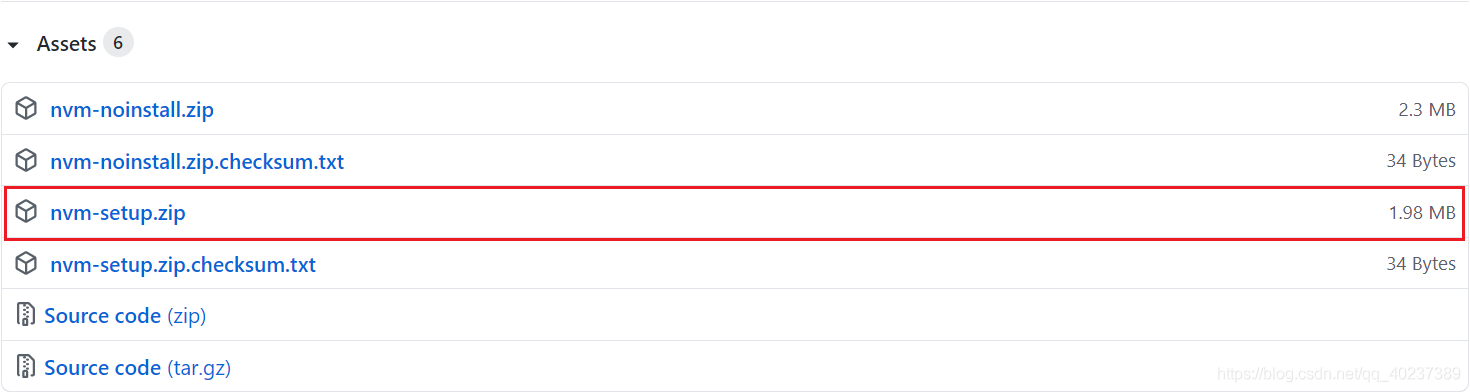 Assets 6
nvm-noinstall.zip 2.3 MB
nvm-noinstall.zip.checksum.txt 34 Bytes
nvm-setup.zip 1.98 MB
nvm-setup.zip.checksum.txt 34 Bytes
Source code (zip)
Source code (tar.gz)
https://blog.csdn.net/qq_40237389